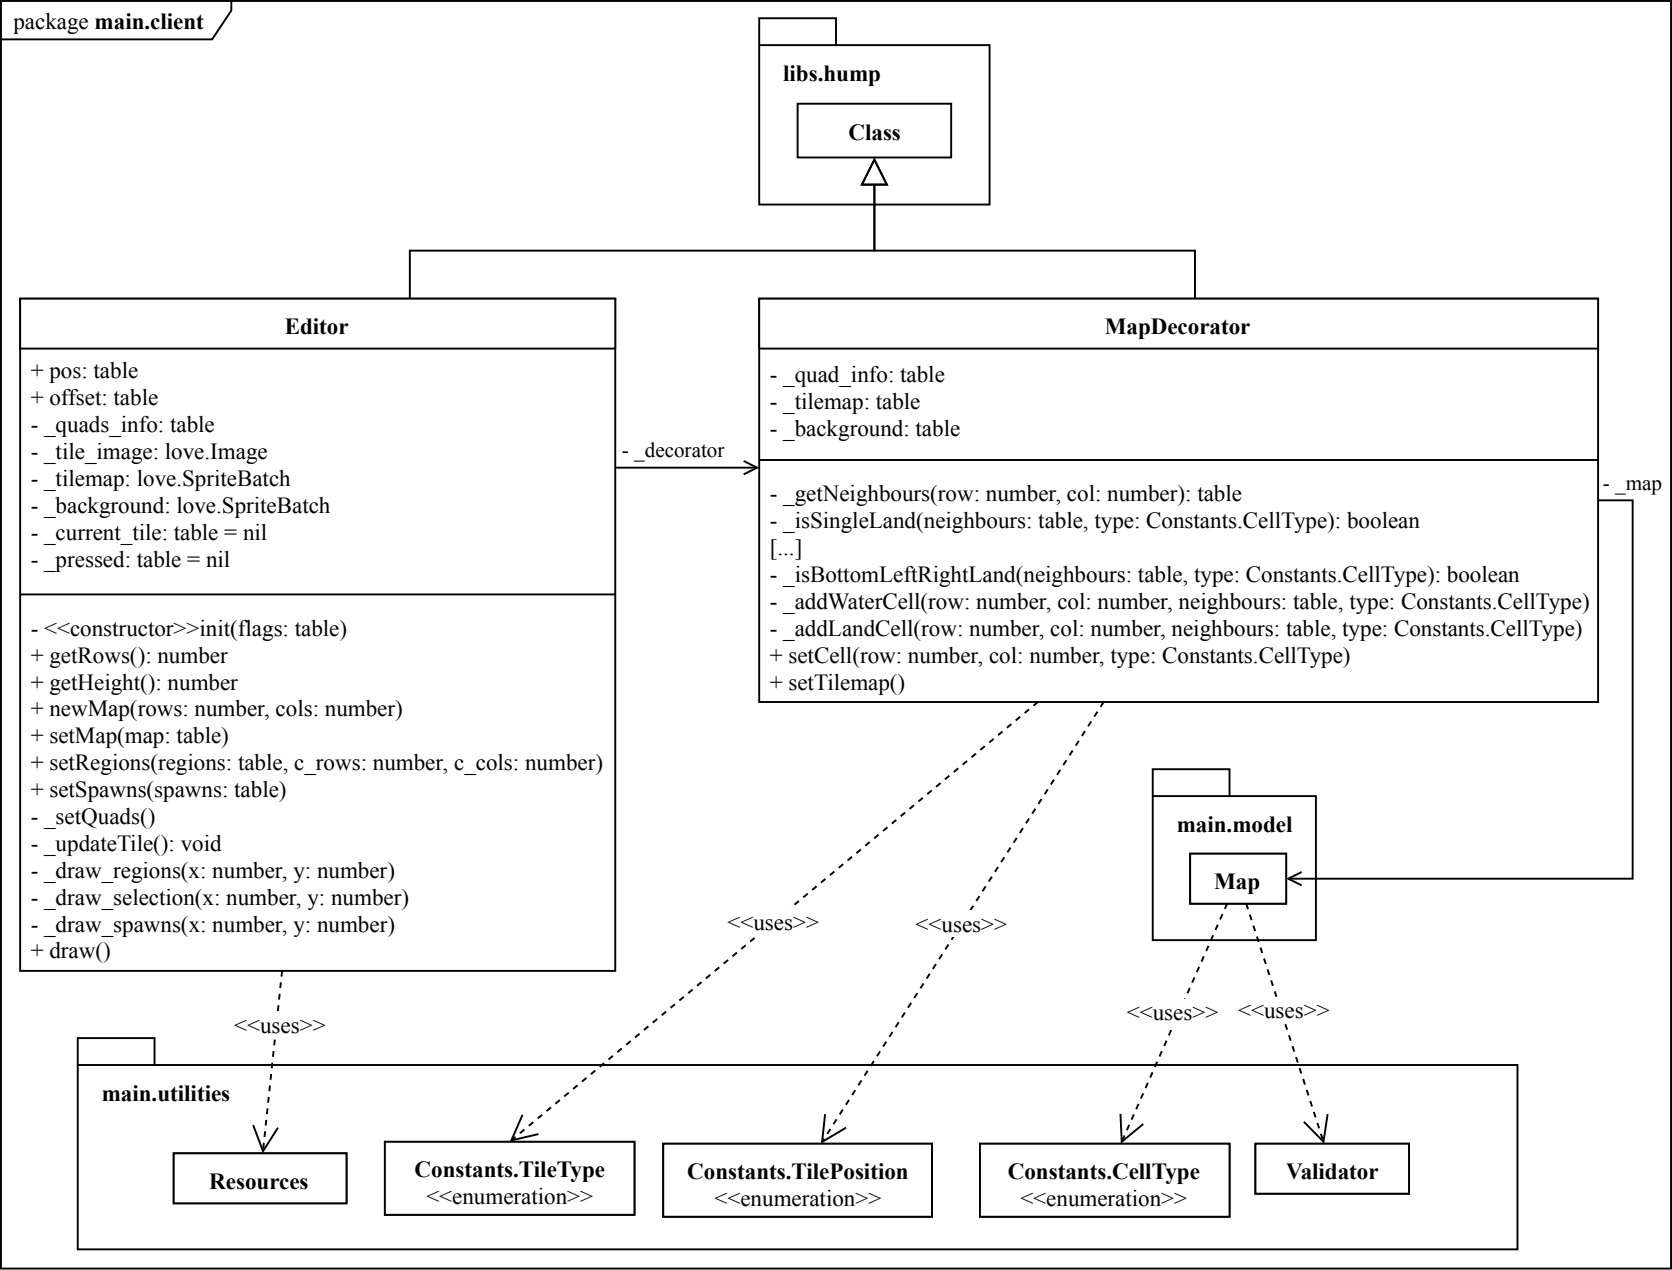 package main.client
libs.hump
Class
Editor
+ pos: table
+ offset: table
- _quads_info: table
- _tile_image: love.Image
- _tilemap: love.SpriteBatch
- _background: love.SpriteBatch
- _current_tile: table = nil
- _pressed: table = nil
- <<constructor>>init(flags: table)
+ getRows(): number
+ getHeight(): number
+ newMap(rows: number, cols: number)
+ setMap(map: table)
+ setRegions(regions: table, c_rows: number, c_cols: number)
+ setSpawns(spawns: table)
- _setQuads()
- _updateTile(): void
- _draw_regions(x: number, y: number)
- _draw_selection(x: number, y: number)
- _draw_spawns(x: number, y: number)
+ draw()
- _decorator
MapDecorator
- _quad_info: table
- _tilemap: table
- _background: table
- _getNeighbours(row: number, col: number): table
- _isSingleLand(neighbours: table, type: Constants.CellType): boolean
[...]
- _isBottomLeftRightLand(neighbours: table, type: Constants.CellType): boolean
- _addWaterCell(row: number, col: number, neighbours: table, type: Constants.CellType)
- _addLandCell(row: number, col: number, neighbours: table, type: Constants.CellType)
+ setCell(row: number, col: number, type: Constants.CellType)
+ setTilemap()
- _map
main.model
Map
<<uses>>
<<uses>>
<<uses>>
<<uses>>
<<uses>>
main.utilities
Resources
Constants.TileType
<<enumeration>>
Constants.TilePosition
<<enumeration>>
Constants.CellType
<<enumeration>>
Validator